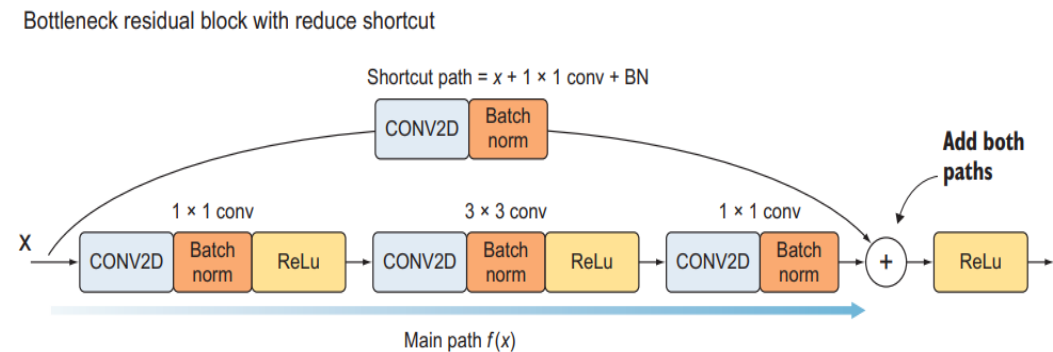 Bottleneck residual block with reduce shortcut
Shortcut path = x + 1 × 1 conv + BN
CONV2D
Batch
norm
Add both
paths
1 × 1 conv
3 × 3 conv
1 × 1 conv
X
CONV2D
Batch
norm
ReLu
CONV2D
Batch
norm
ReLu
CONV2D
Batch
norm
+
ReLu
Main path f(x)